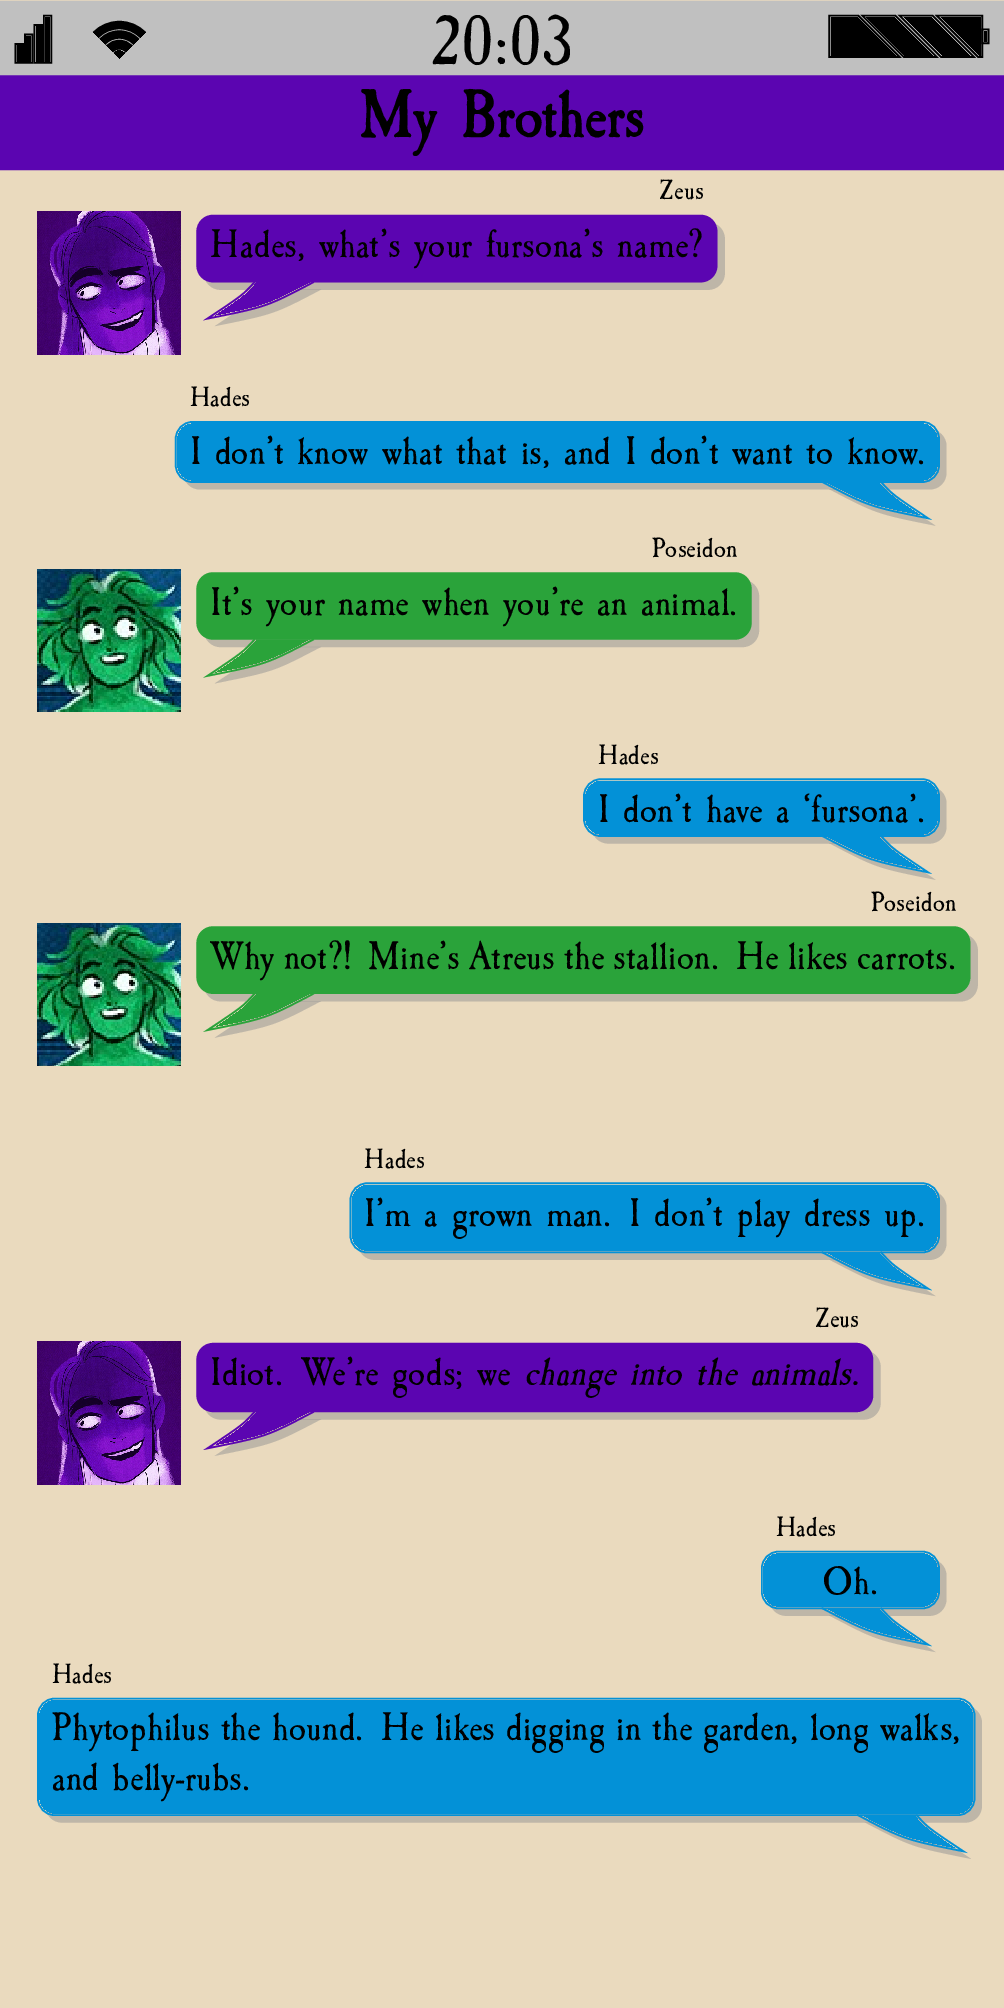 20:03
My Brothers
Zeus
Hades, what's your fursona's name?
Hades
I don't know what that is, and I don't want to know.
Poseidon
It's your name when you're an animal.
Hades
I don't have a ‘fursona’.
Poseidon
Why not?! Mine's Atreus the stallion. He likes carrots.
Hades
I'm a grown man. I don't play dress up.
Zeus
Idiot. We're gods; we change into the animals.
Hades
Oh.
Hades
Phytophilus the hound. He likes digging in the garden, long walks,
and belly-rubs.